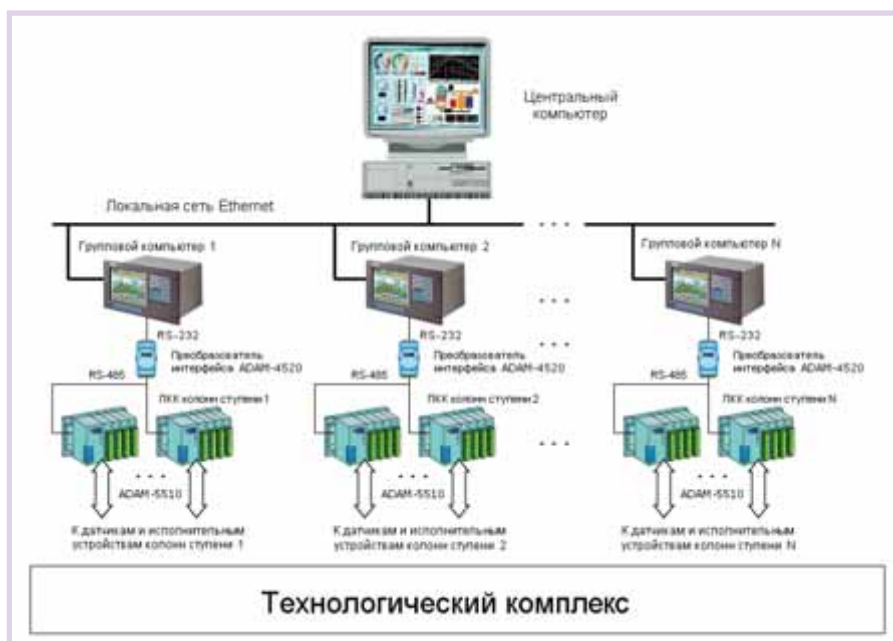 Центральный
компьютер
Локальная сеть Ethernet
Групповой компьютер 1
Групповой компьютер 2
Групповой компьютер N
RS-232
RS-232
RS-232
Преобразователь
интерфейса ADAM-4520
Преобразователь
интерфейса ADAM-4520
Преобразователь
интерфейса ADAM-4520
RS-485
RS-485
RS-485
ПКК колонн ступени 1
ПКК колонн ступени 2
ПКК колонн ступени N
ADAM-5510
ADAM-5510
ADAM-5510
К датчикам и исполнительным
устройствам колонн ступени 1
К датчикам и исполнительным
устройствам колонн ступени 2
К датчикам и исполнительным
устройствам колонн ступени N
Технологический комплекс